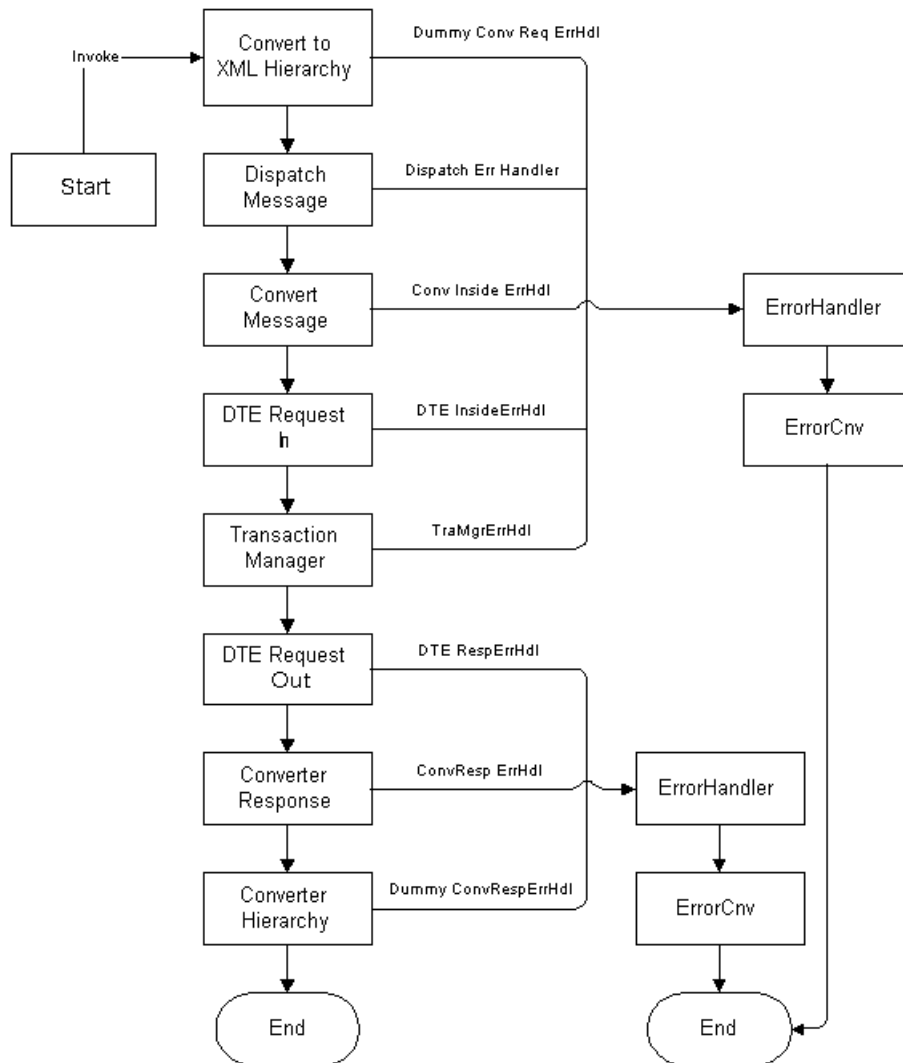 Invoke
Convert to
XML Hierarchy
Dummy Conv Req ErrHdl
Start
Dispatch
Message
Dispatch Err Handler
Convert
Message
Conv Inside ErrHdl
ErrorHandler
DTE Request
In
DTE InsideErrHdl
ErrorCnv
Transaction
Manager
TraMgrErrHdl
DTE Request
Out
DTE RespErrHdl
Converter
Response
ConvResp ErrHdl
ErrorHandler
Converter
Hierarchy
Dummy ConvRespErrHdl
ErrorCnv
End
End